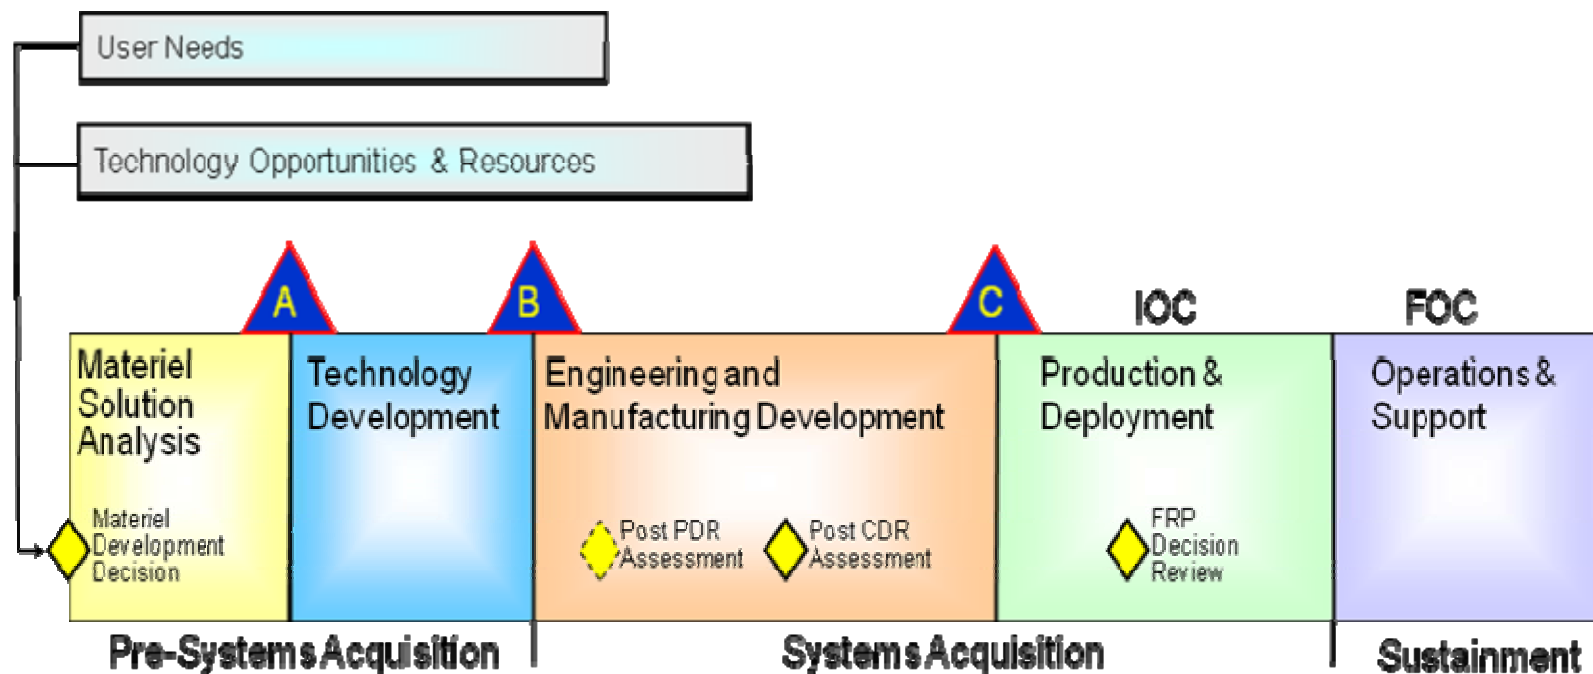 User Needs
Technology Opportunities & Resources
A
B
C
IOC
FOC
Materiel
Solution
Analysis
Technology
Development
Engineering and
Manufacturing Development
Production &
Deployment
Operations &
Support
Materiel
Development
Decision
Post PDR
Assessment
Post CDR
Assessment
FRP
Decision
Review
Pre-Systems Acquisition
Systems Acquisition
Sustainment